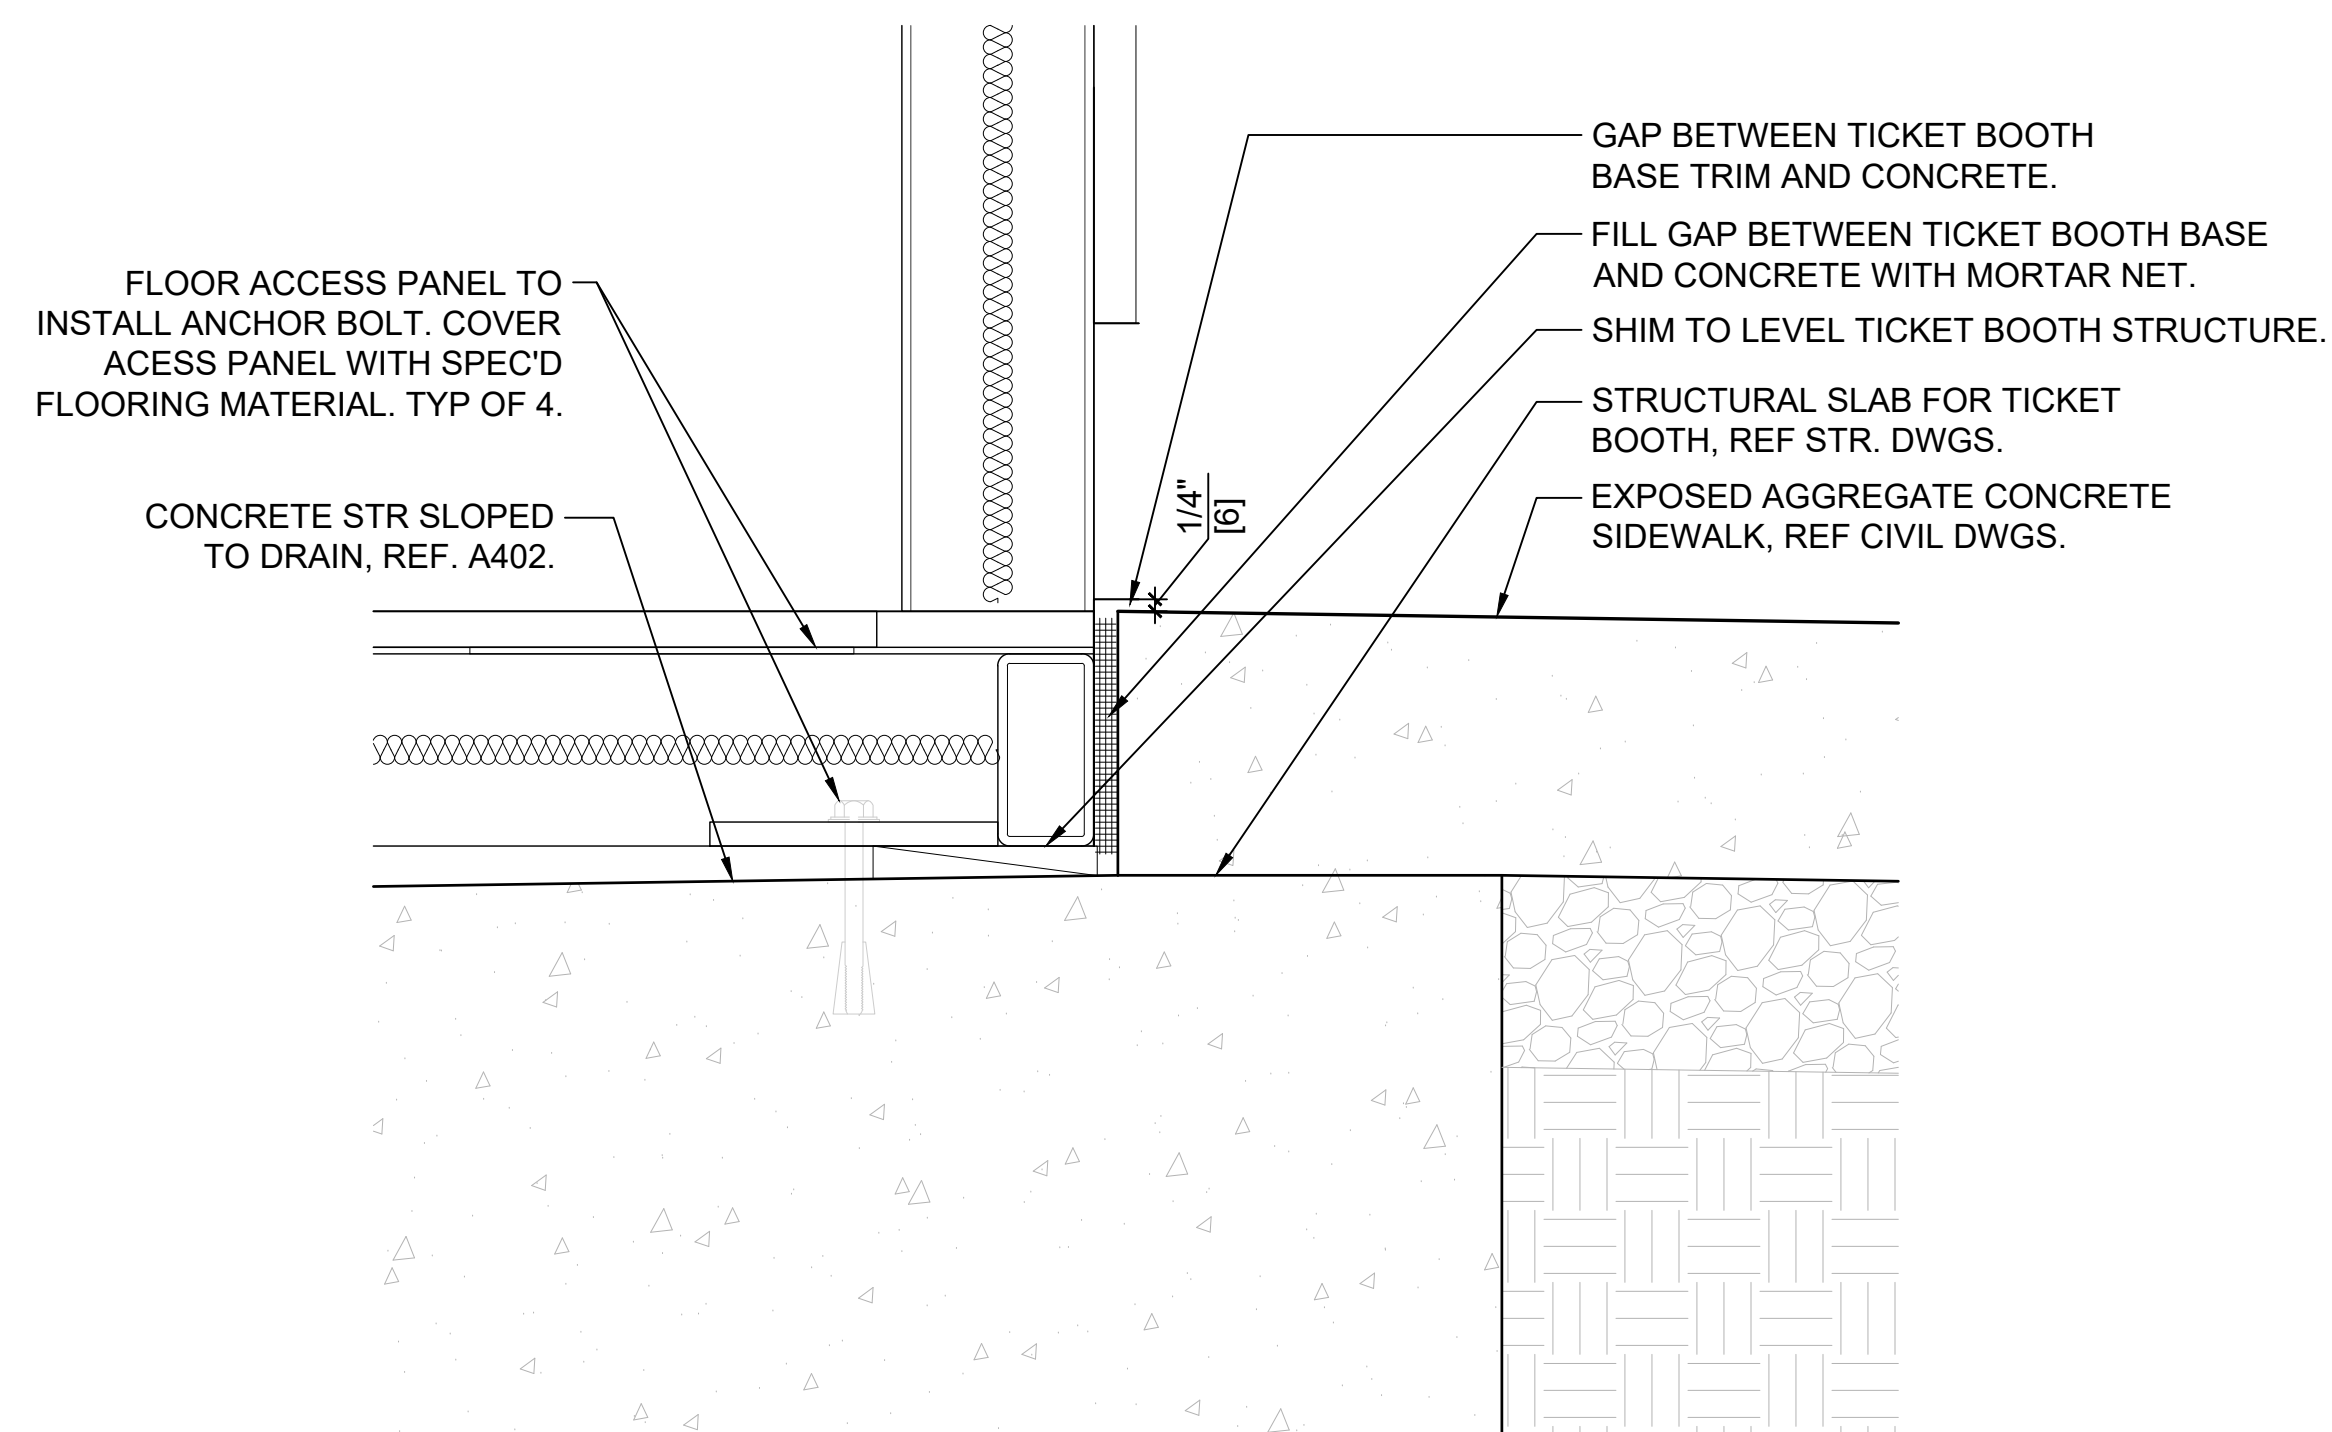 GAP BETWEEN TICKET BOOTH
BASE TRIM AND CONCRETE.
FILL GAP BETWEEN TICKET BOOTH BASE
AND CONCRETE WITH MORTAR NET.
SHIM TO LEVEL TICKET BOOTH STRUCTURE.
STRUCTURAL SLAB FOR TICKET
BOOTH, REF STR. DWGS.
EXPOSED AGGREGATE CONCRETE
SIDEWALK, REF CIVIL DWGS.
FLOOR ACCESS PANEL TO
INSTALL ANCHOR BOLT. COVER
ACESS PANEL WITH SPEC'D
FLOORING MATERIAL. TYP OF 4.
CONCRETE STR SLOPED
TO DRAIN, REF. A402.
1/4"
[6]